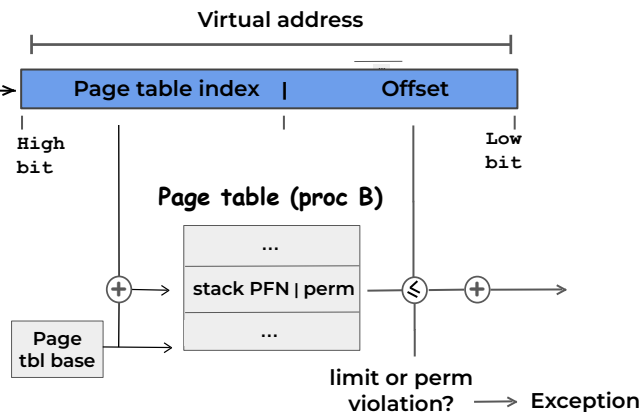 Virtual address
Page table index | Offset
High
bit
Low
bit
Page table (proc B)
...
stack PFN | perm
...
+
≤
+
Page
tbl base
limit or perm
violation?
Exception